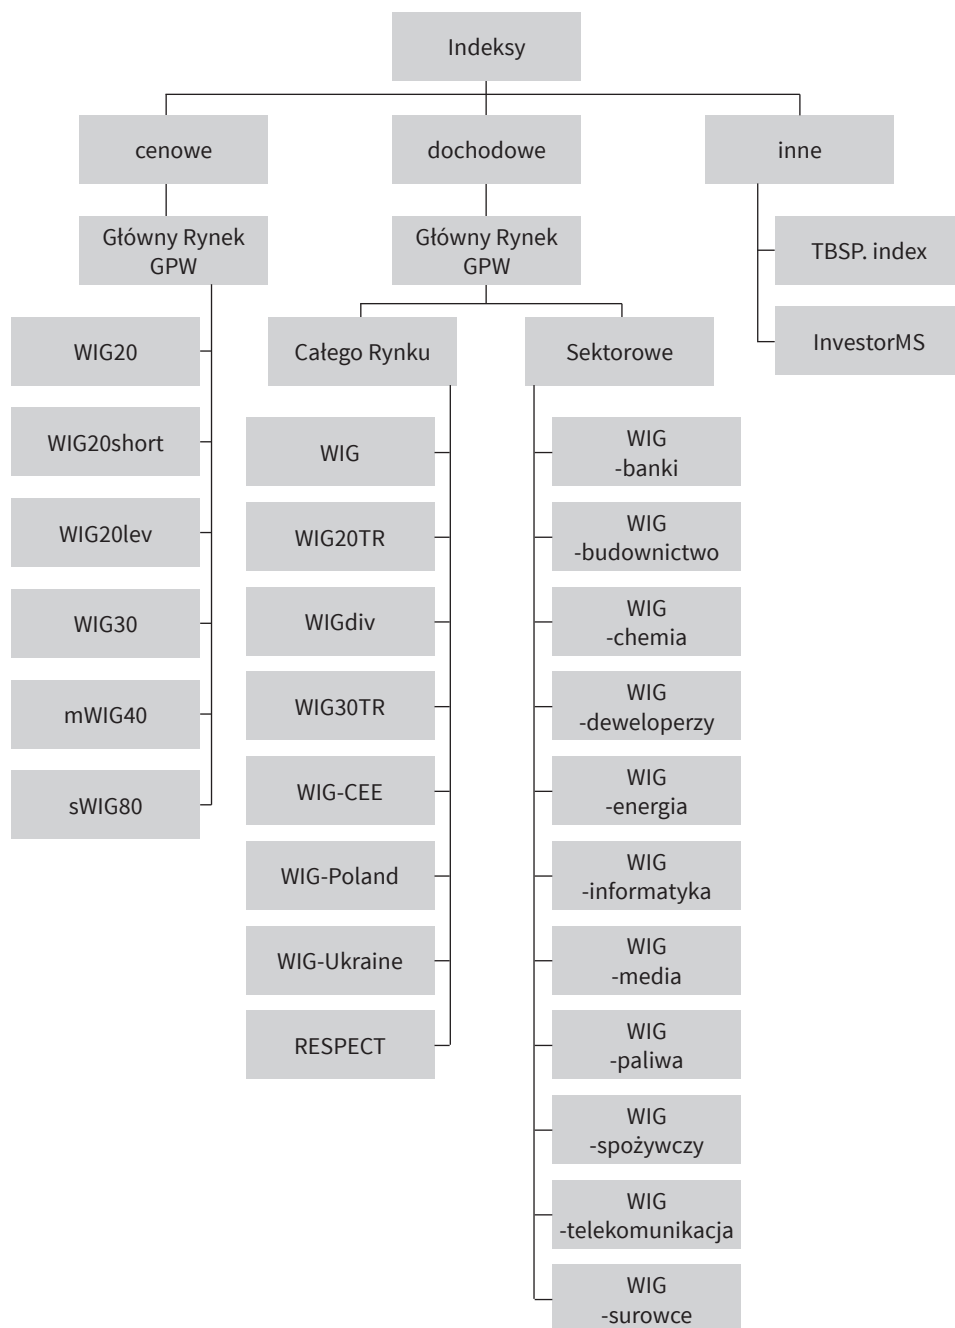 Indeksy
cenowe
dochodowe
inne
Główny Rynek
GPW
Główny Rynek
GPW
TBSP. index
InvestorMS
WIG20
WIG20short
WIG20lev
WIG30
mWIG40
sWIG80
Całego Rynku
WIG
WIG20TR
WIGdiv
WIG30TR
WIG-CEE
WIG-Poland
WIG-Ukraine
RESPECT
Sektorowe
WIG
-banki
WIG
-budownictwo
WIG
-chemia
WIG
-deweloperzy
WIG
-energia
WIG
-informatyka
WIG
-media
WIG
-paliwa
WIG
-spożywczy
WIG
-telekomunikacja
WIG
-surowce